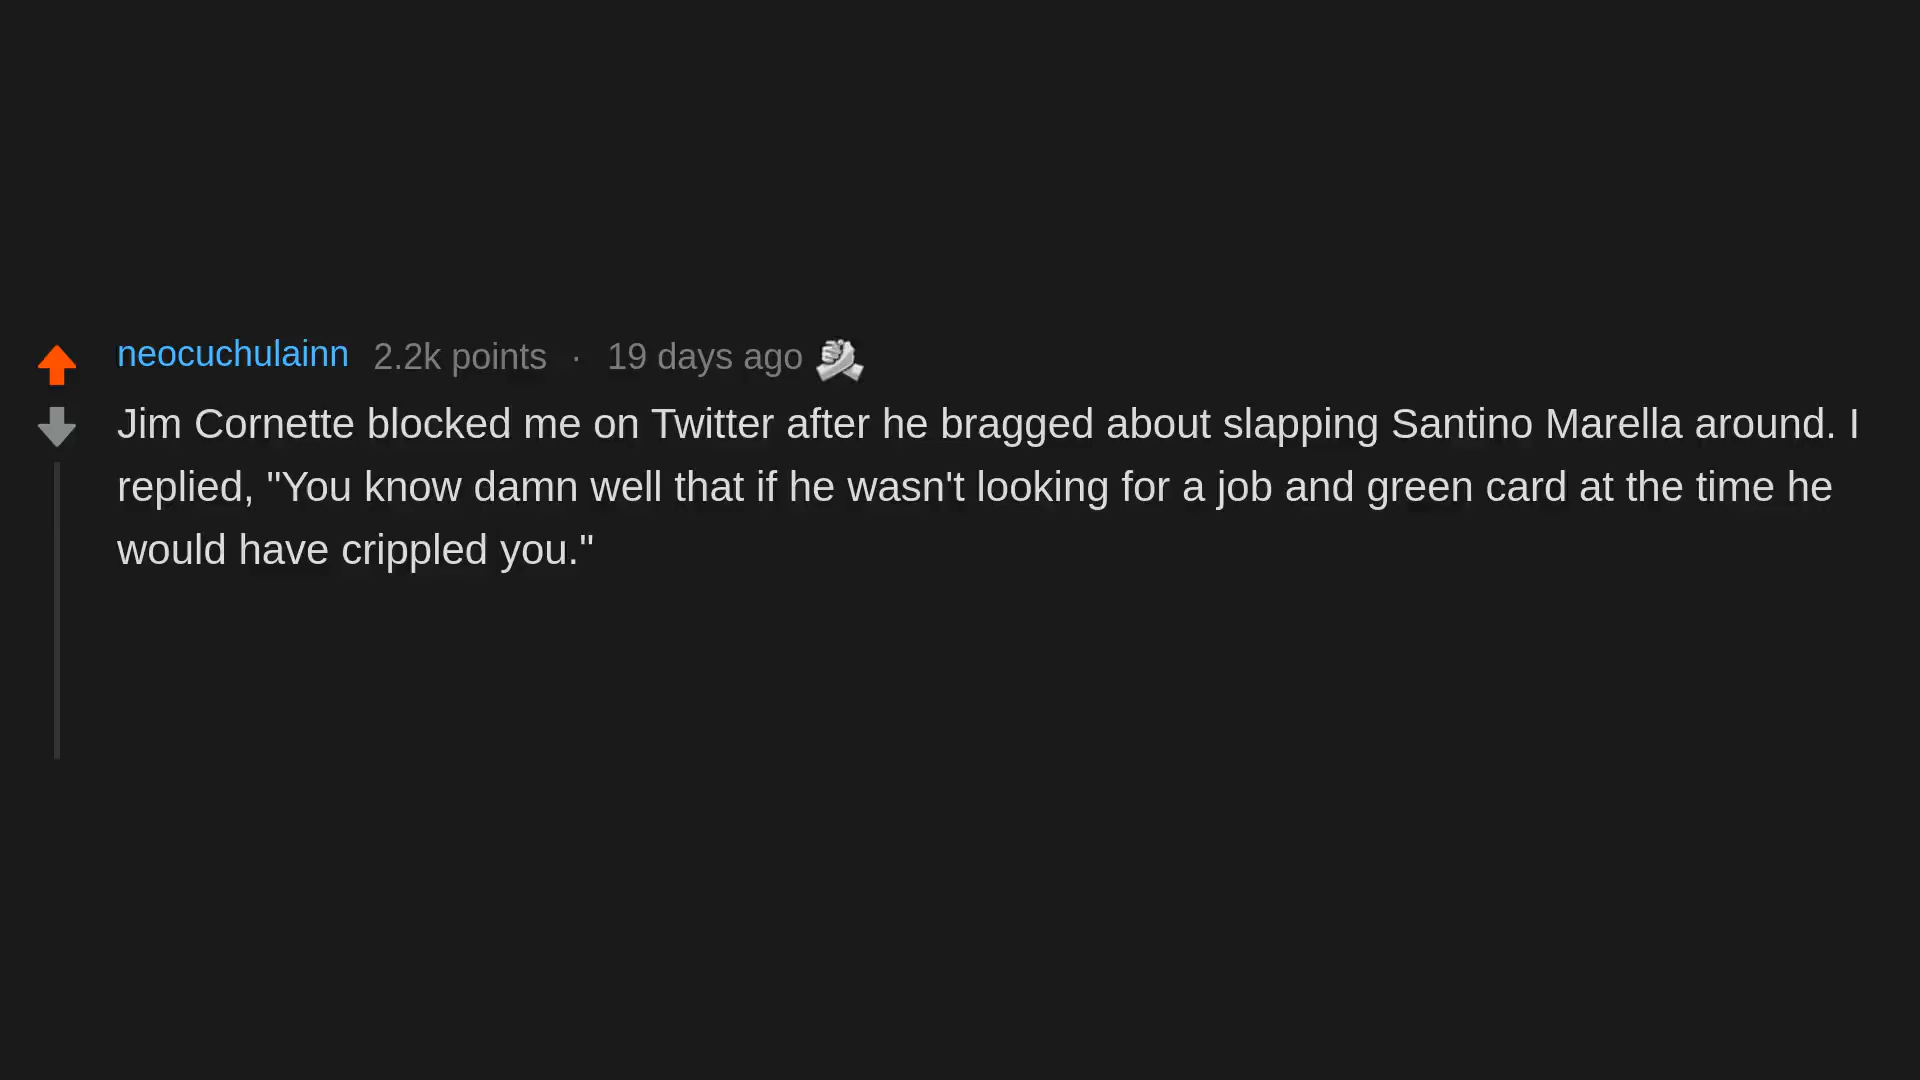 neocuchulainn 2.2k points · 19 days ago
Jim Cornette blocked me on Twitter after he bragged about slapping Santino Marella around. I
replied, "You know damn well that if he wasn't looking for a job and green card at the time he
would have crippled you."